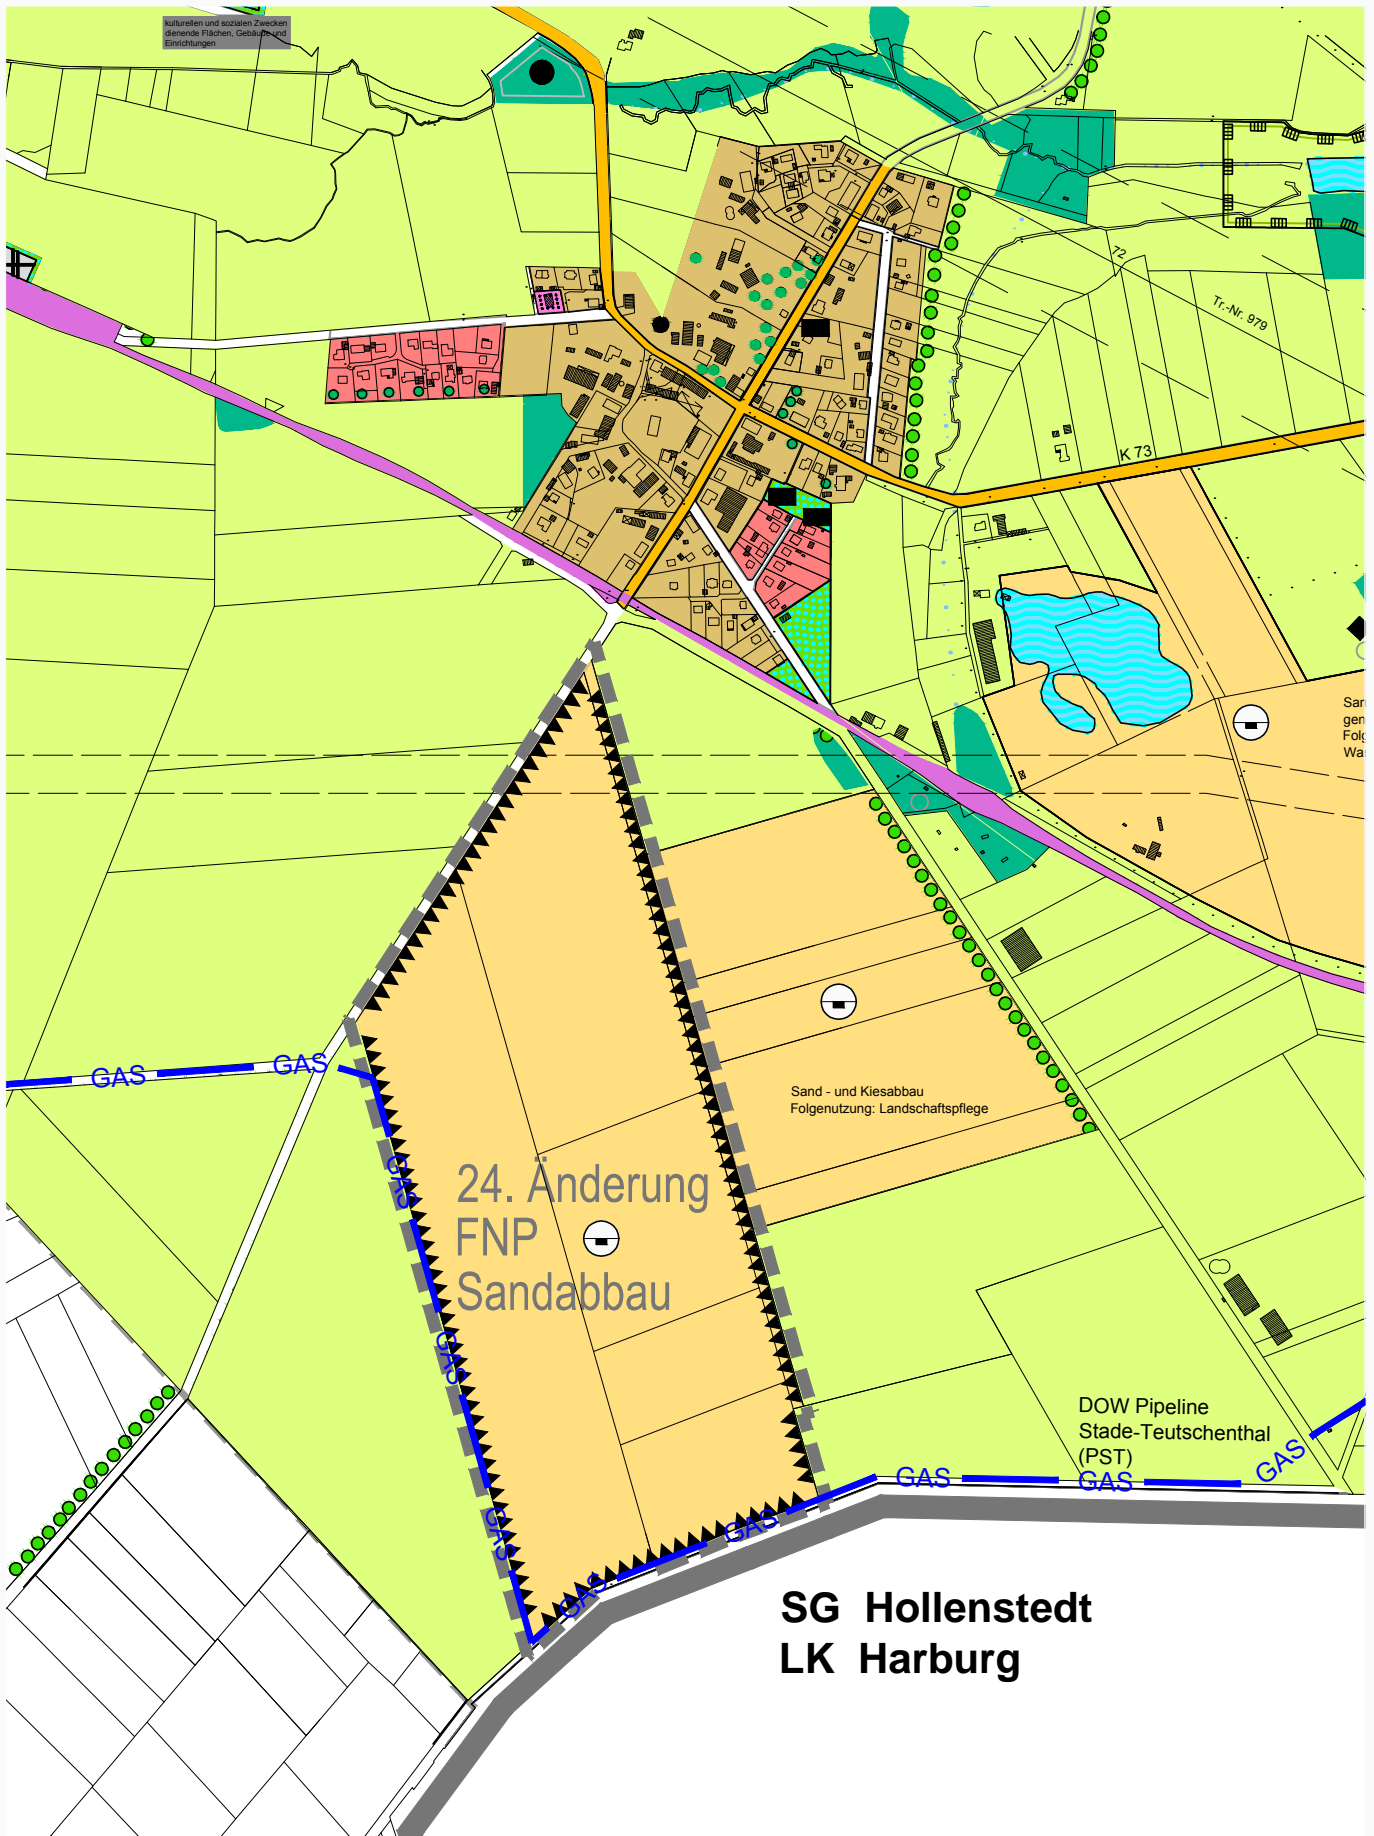 kulturellen und sozialen Zwecken
dienende Flächen, Gebäude und
Einrichtungen
72
Tr.-Nr. 979
K 73
GAS
GAS
Sand - und Kiesabbau
Folgenutzung: Landschaftspflege
GAS
24. Änderung
FNP
Sandabbau
GAS
DOW Pipeline
Stade-Teutschenthal
(PST)
GAS
GAS
GAS
GAS
GAS
GAS
SG Hollenstedt
LK Harburg